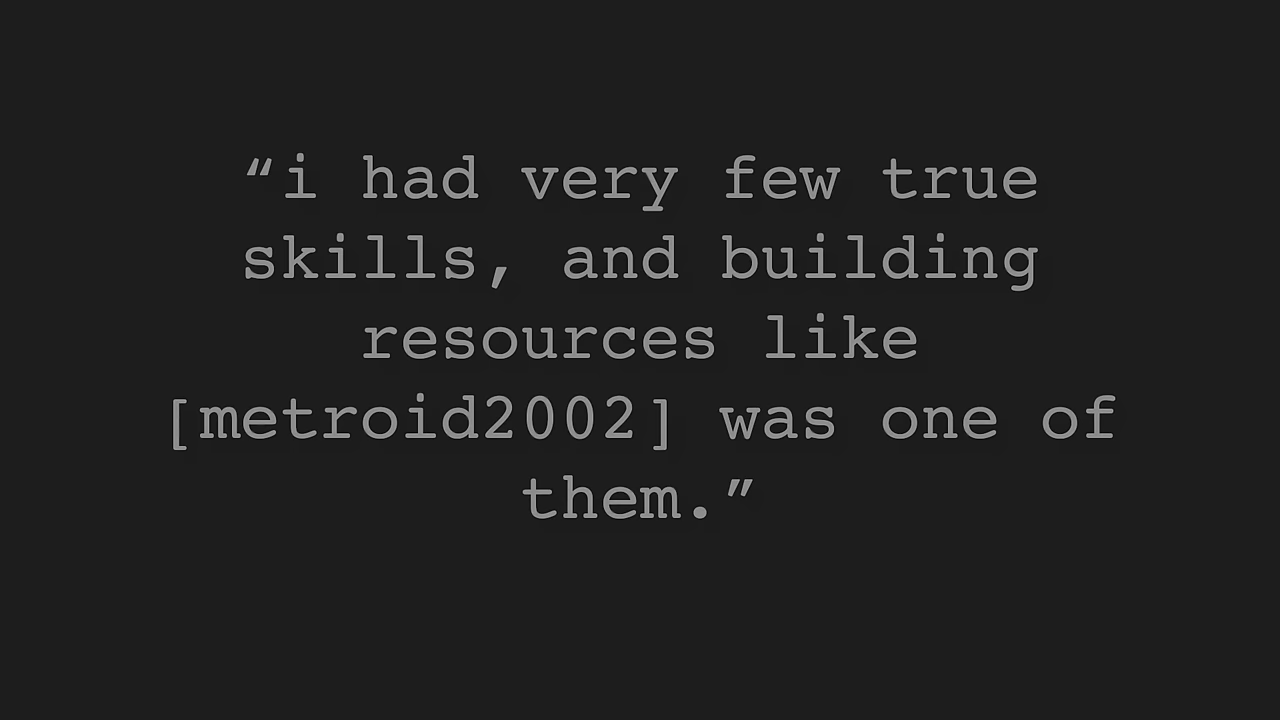 “i had very few true
skills, and building
resources like
[metroid2002] was one of
them.”